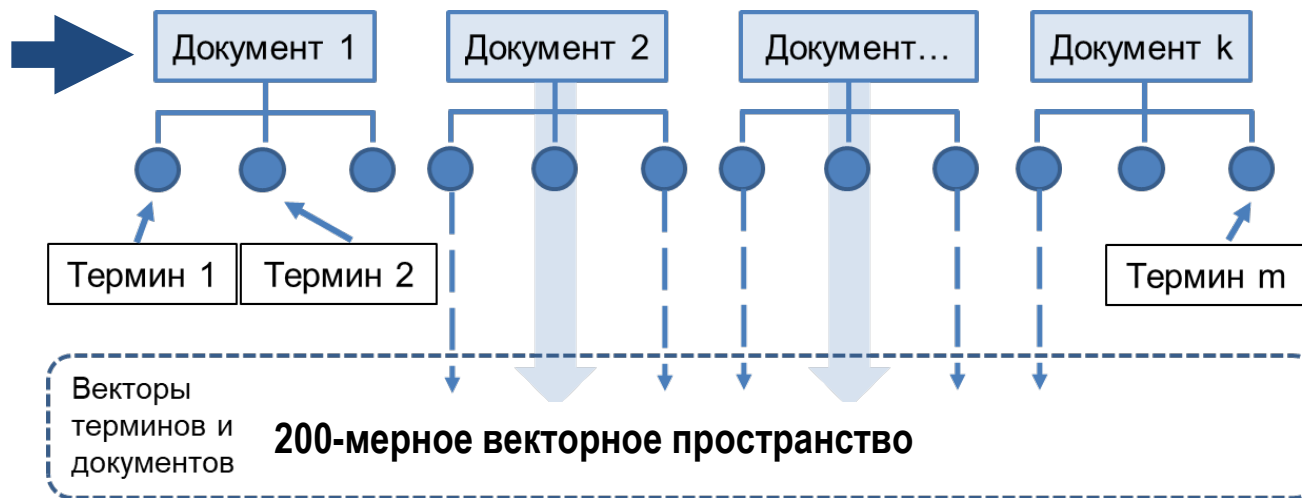 Документ 1
Документ 2
Документ...
Документ k
Термин 1
Термин 2
Термин m
Векторы
терминов и
документов
200-мерное векторное пространство